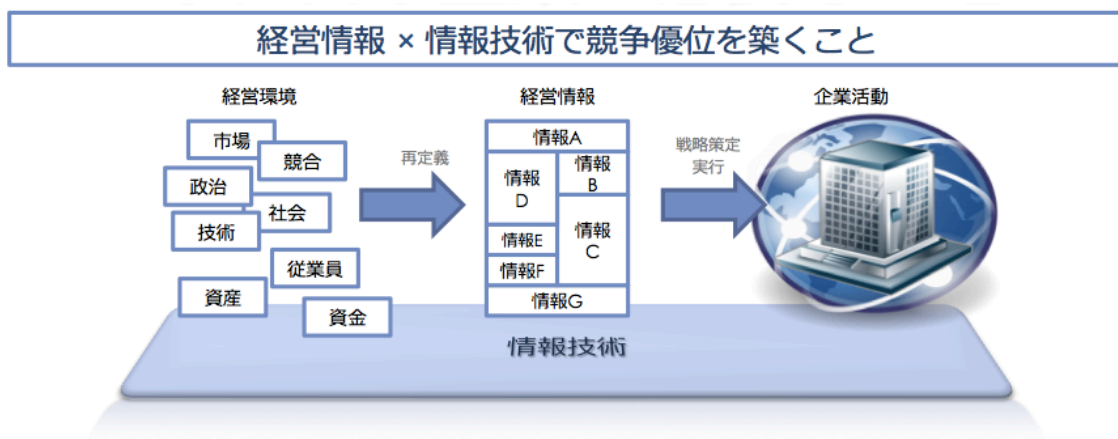 経営情報 × 情報技術で競争優位を築くこと
経営環境
市場
競合
政治
社会
技術
従業員
資産
資金
再定義
経営情報
情報A
情報
D
情報
B
情報E
情報
C
情報F
情報G
戦略策定
実行
企業活動
情報技術